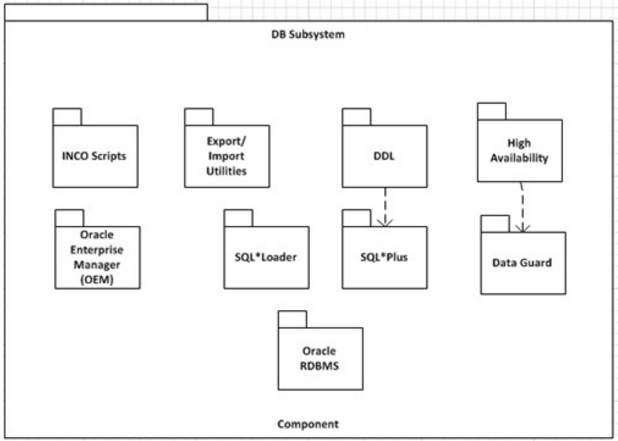 DB Subsystem
INCO Scripts
Export/
Import
Utilities
DDL
High
Availability
Oracle
Enterprise
Manager
(OEM)
SQL*Loader
SQL*Plus
Data Guard
Oracle
RDBMS
Component